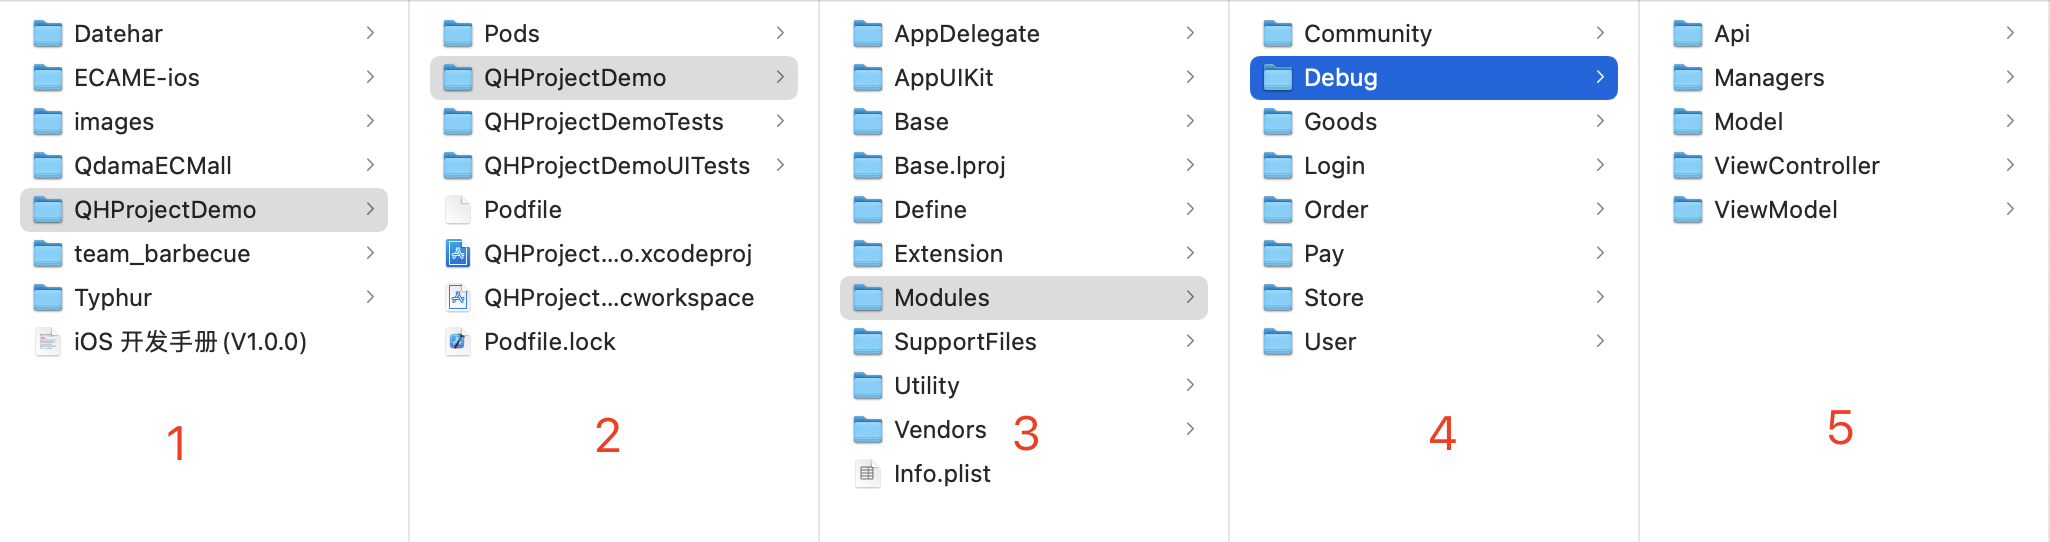 Datehar
ECAME-ios
images
QdamaECMall
QHProjectDemo
team_barbecue
Typhur
iOS 开发手册 (V1.0.0)
1
Pods
QHProjectDemo
QHProjectDemoTests
QHProjectDemoUITests
Podfile
QHProject...o.xcodeproj
QHProject...cworkspace
Podfile.lock
2
AppDelegate
AppUIKit
Base
Base.lproj
Define
Extension
Modules
SupportFiles
Utility
Vendors
Info.plist
3
Community
Debug
Goods
Login
Order
Pay
Store
User
4
Api
Managers
Model
ViewController
ViewModel
5